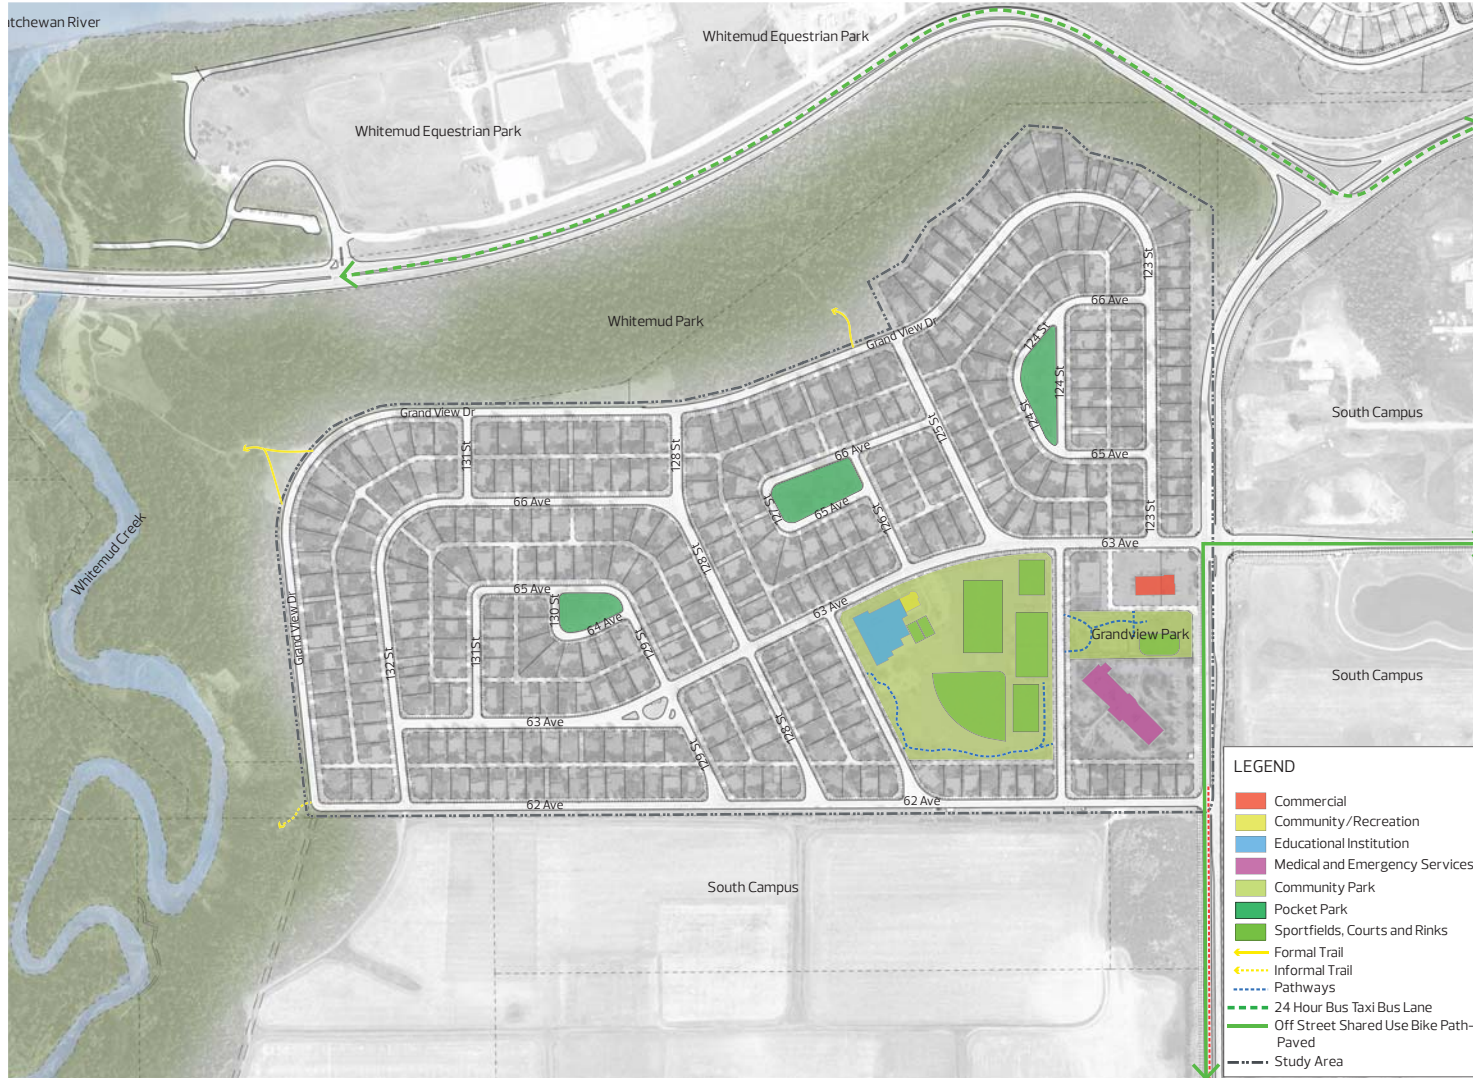 tchewan River
Whitemud Equestrian Park
Whitemud Equestrian Park
Whitemud Park
123 St
66 Ave
124 St
Grand View Dr
124 St
South Campus
Grand View Dr
124 St
125 St
131 St
128 St
66 Ave
65 Ave
66 Ave
127 St
65 Ave
126 St
123 St
63 Ave
Whitemud Creek
128 St
65 Ave
130 St
64 Ave
63 Ave
Grandview Park
Grand View Dr
132 St
131 St
129 St
South Campus
63 Ave
128 St
129 St
62 Ave
62 Ave
South Campus
LEGEND
Commercial
Community/Recreation
Educational Institution
Medical and Emergency Services
Community Park
Pocket Park
Sportfields, Courts and Rinks
Formal Trail
Informal Trail
Pathways
24 Hour Bus Taxi Bus Lane
Off Street Shared Use Bike Path-
Paved
Study Area